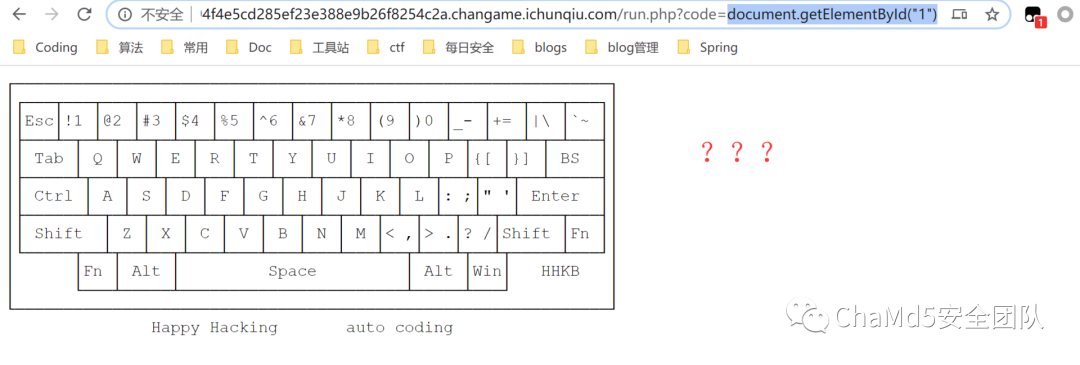 不安全 4f4e5cd285ef23e388e9b26f8254c2a.changame.ichunqiu.com/run.php?code=document.getElementById("1")
1
Coding 算法 常用 Doc 工具站 ctf 每日安全 blogs blog管理 Spring
Esc !1 @2 #3 $4 %5 ^6 &7 *8 (9 )0 _- += |\ `~
Tab Q W E R T Y U I O P {[ }] BS
？？？
Ctrl A S D F G H J K L : ; " ' Enter
Shift Z X C V B N M < , > . ? / Shift Fn
Fn Alt Space Alt Win HHKB
ChaMd5安全团队
Happy Hacking auto coding